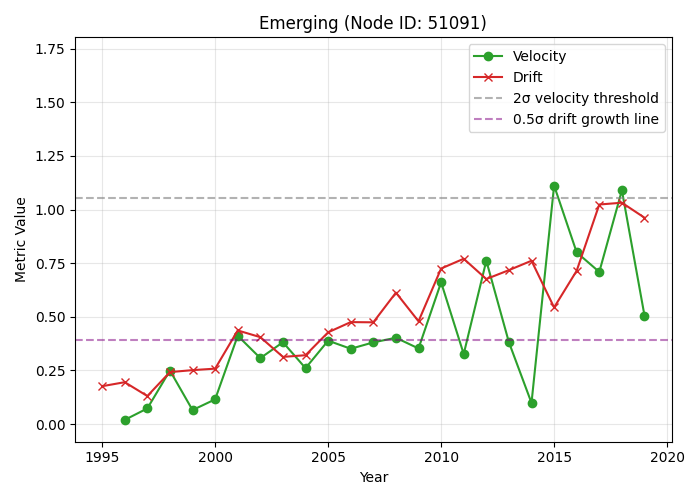 Emerging (Node ID: 51091)
Velocity
Drift
2σ velocity threshold
0.5σ drift growth line
Metric Value
1.75
1.50
1.25
1.00
0.75
0.50
0.25
0.00
1995
2000
2005
2010
2015
2020
Year